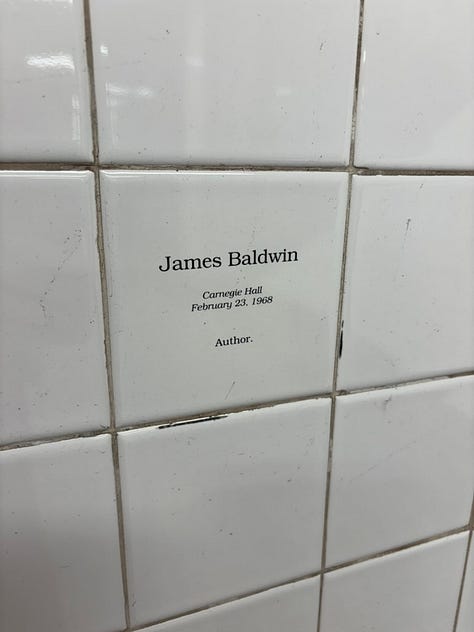 James Baldwin
Carnegie Hall
February 23, 1968
Author.